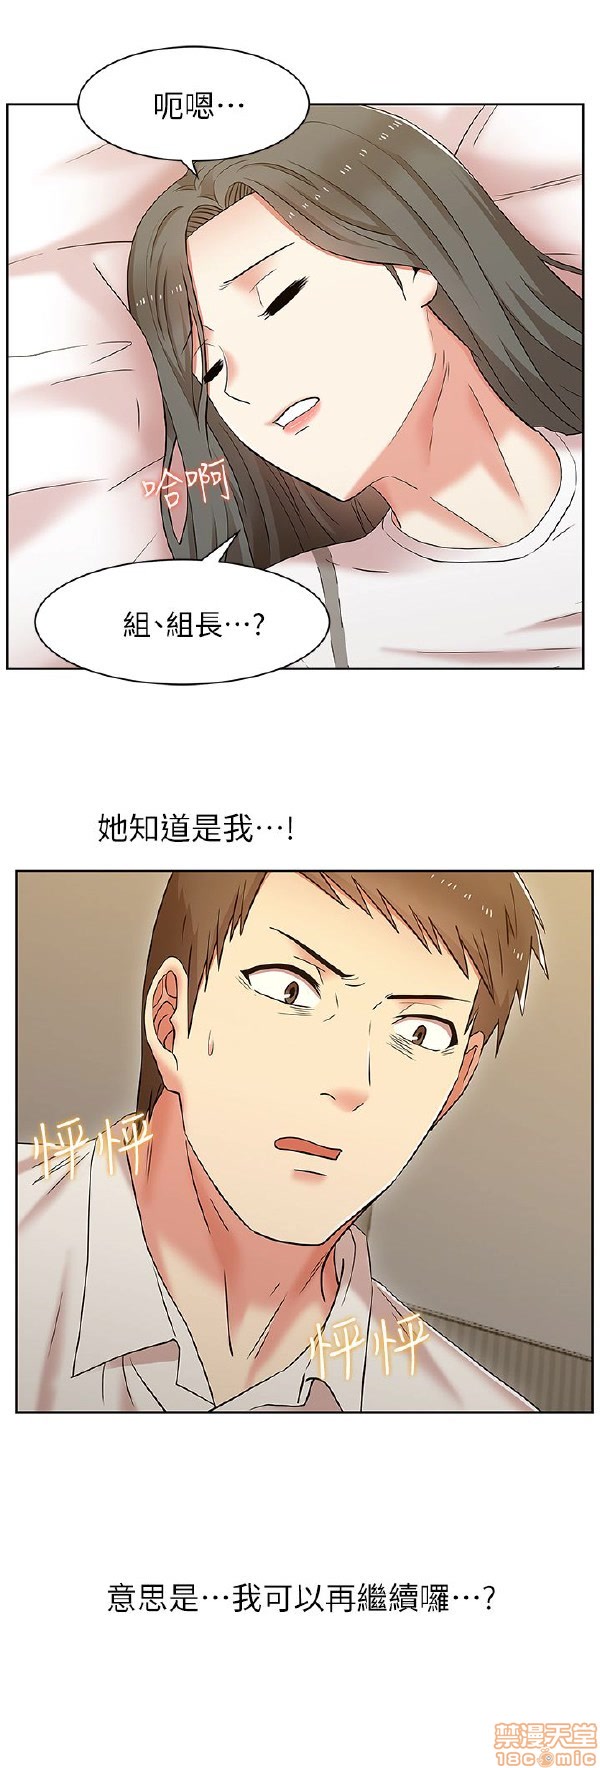 呃嗯⋯
哈啊
組、組長⋯?
她知道是我⋯!
怦怦
怦怦
意思是⋯我可以再繼續囉⋯?
禁漫天堂
18comic